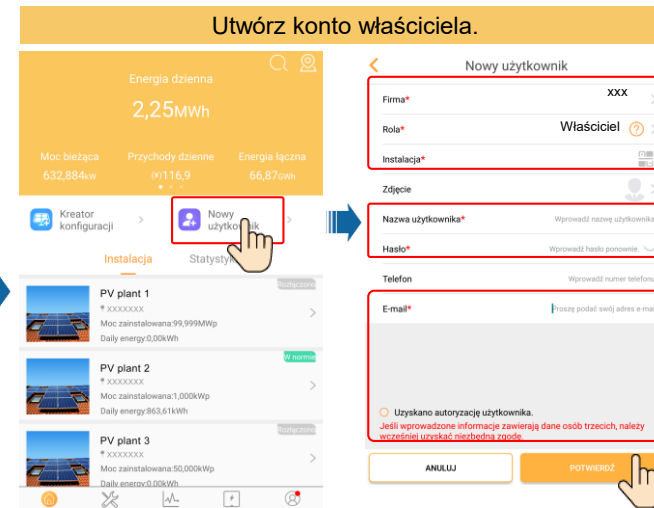 Utwórz konto właściciela.
Energia dzienna
2,25MWh
Moc bieżąca
Przychody dzienne
Energia łączna
632,884kW
(¥)116,9
66,87GWh
Kreator
konfiguracji
Nowy
użytkownik
Instalacja
Statystyk
PV plant 1
XXXXXXX
Moc zainstalowana:99,999MWp
Daily energy:0,00kWh
Rozłączono
PV plant 2
XXXXXXX
Moc zainstalowana:1,000kWp
Daily energy:863,61kWh
W normie
PV plant 3
XXXXXXX
Moc zainstalowana:50,000kWp
Daily energy:0,00kWh
Rozłączono
Nowy użytkownik
Firma* xxx
Rola* Właściciel
Instalacja*
Zdjęcie
Nazwa użytkownika* Wprowadź nazwę użytkownika
Hasło* Wprowadź hasło ponownie.
Telefon Wprowadź numer telefonu
E-mail* Proszę podać swój adres e-mai
Uzyskano autoryzację użytkownika.
Jeśli wprowadzone informacje zawierają dane osób trzecich, należy
wcześniej uzyskać niezbędną zgodę.
ANULUJ
POTWIERDŹ